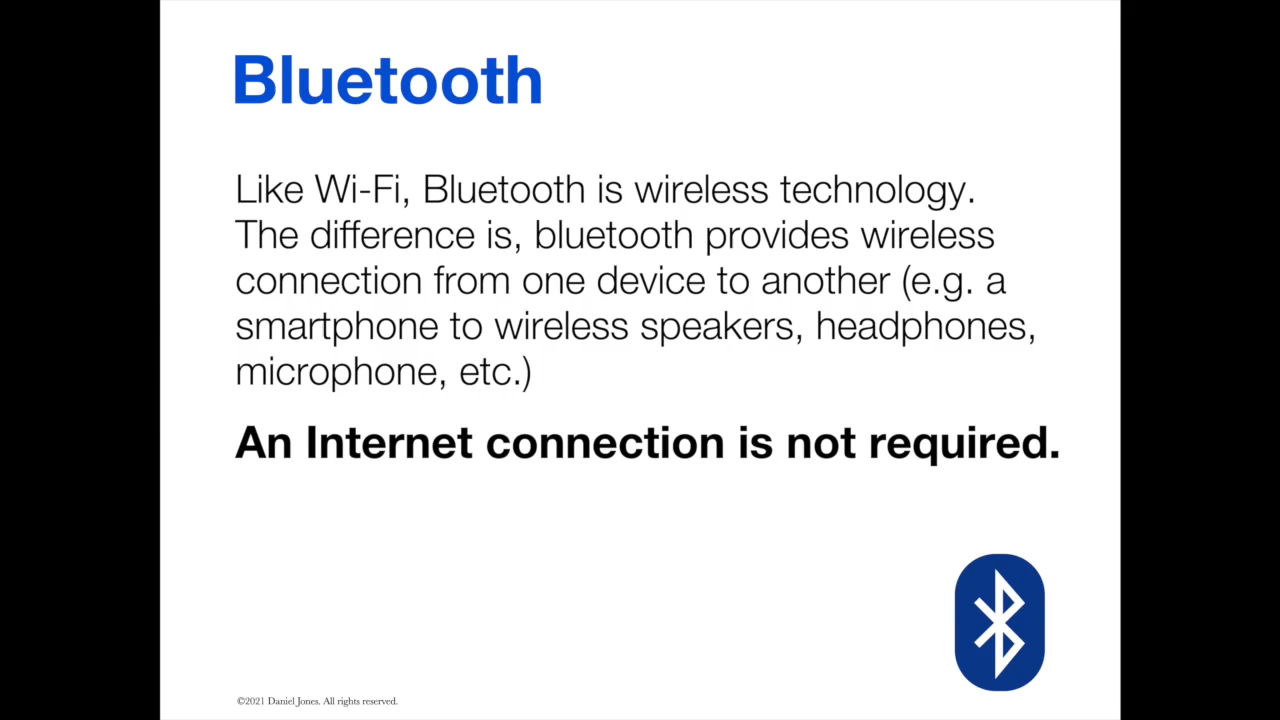 Bluetooth
Like Wi-Fi, Bluetooth is wireless technology.
The difference is, bluetooth provides wireless
connection from one device to another (e.g. a
smartphone to wireless speakers, headphones,
microphone, etc.)
An Internet connection is not required.
©2021 Daniel Jones. All rights reserved.